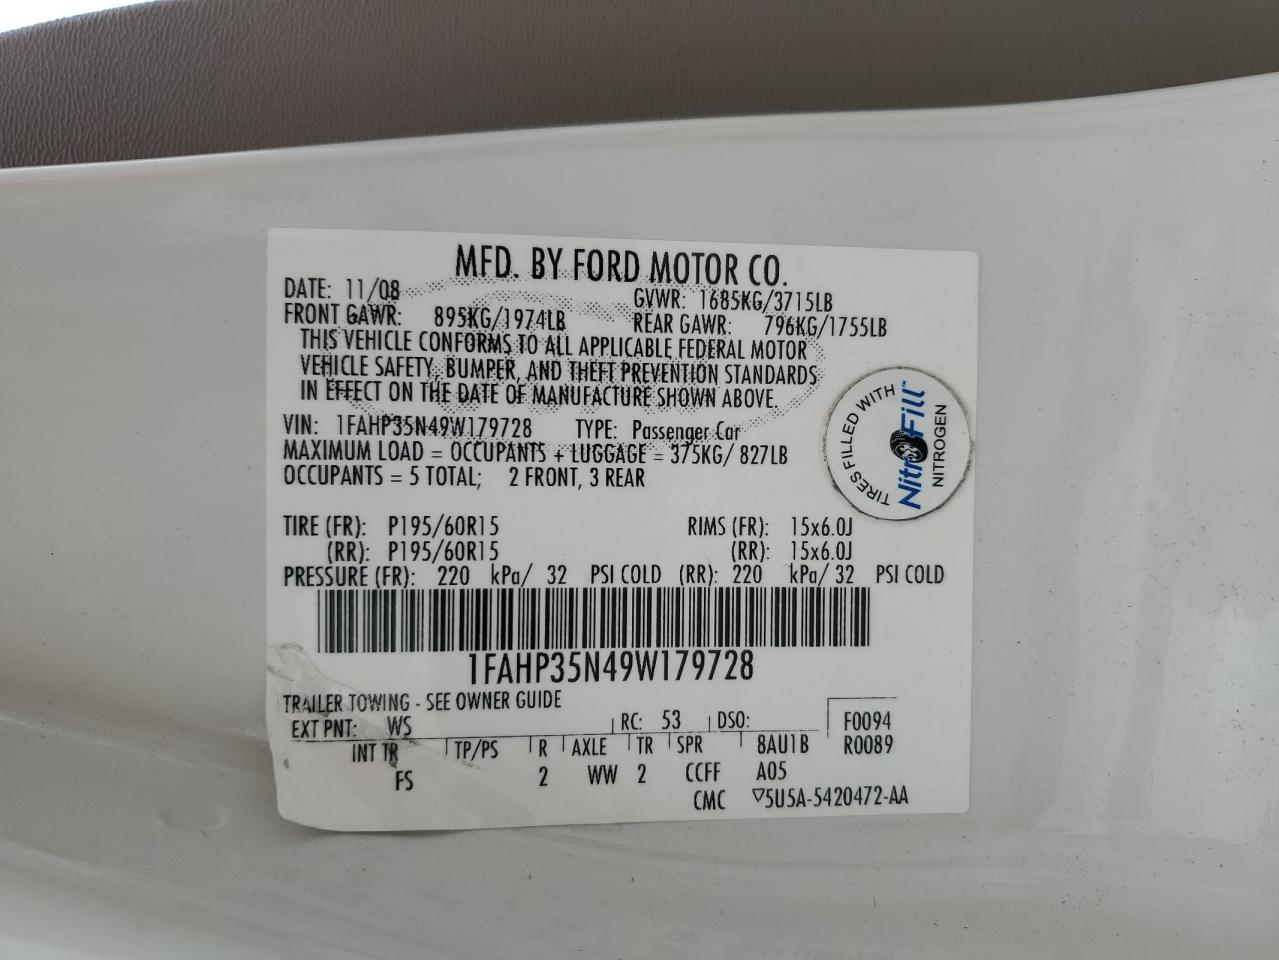 MFD. BY FORD MOTOR CO.
DATE: 11/08 GVWR: 1685KG/3715LB
FRONT GAWR: 895KG/1974LB REAR GAWR: 796KG/1755LB
THIS VEHICLE CONFORMS TO ALL APPLICABLE FEDERAL MOTOR
VEHICLE SAFETY, BUMPER, AND THEFT PREVENTION STANDARDS
IN EFFECT ON THE DATE OF MANUFACTURE SHOWN ABOVE.
VIN: 1FAHP35N49W179728 TYPE: Passenger Car
MAXIMUM LOAD = OCCUPANTS + LUGGAGE = 375KG/ 827LB
OCCUPANTS = 5 TOTAL; 2 FRONT, 3 REAR
TIRES FILLED WITH
NitroFill™
NITROGEN
TIRE (FR): P195/60R15 RIMS (FR): 15x6.0J
(RR): P195/60R15 (RR): 15x6.0J
PRESSURE (FR): 220 kPa/ 32 PSI COLD (RR): 220 kPa/ 32 PSI COLD
1FAHP35N49W179728
TRAILER TOWING - SEE OWNER GUIDE
EXT PNT: WS RC: 53 DSO: F0094
INT TR TP/PS R AXLE TR SPR 8AU1B R0089
FS 2 WW 2 CCFF A05
CMC ▽5U5A-5420472-AA